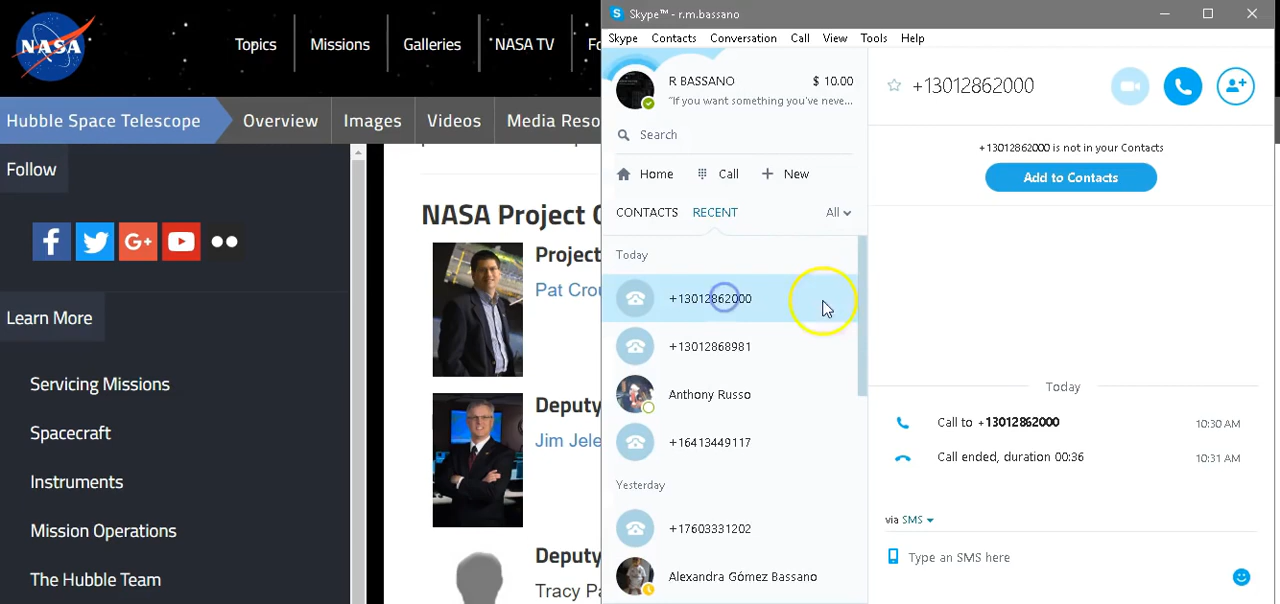 NASA
Topics
Missions
Galleries
NASA TV
Hubble Space Telescope
Overview
Images
Videos
Media Reso
Follow
Learn More
Servicing Missions
Spacecraft
Instruments
Mission Operations
The Hubble Team
NASA Project
Project
Pat Crou
Deputy
Jim Jele
Deputy
Tracy Pa
Skype™ - r.m.bassano
Skype Contacts Conversation Call View Tools Help
R BASSANO $ 10.00
"If you want something you've neve...
Search
Home Call New
CONTACTS RECENT All
Today
+13012862000
+13012868981
Anthony Russo
+16413449117
Yesterday
+17603331202
Alexandra Gómez Bassano
+13012862000
+13012862000 is not in your Contacts
Add to Contacts
Today
Call to +13012862000 10:30 AM
Call ended, duration 00:36 10:31 AM
via SMS
Type an SMS here